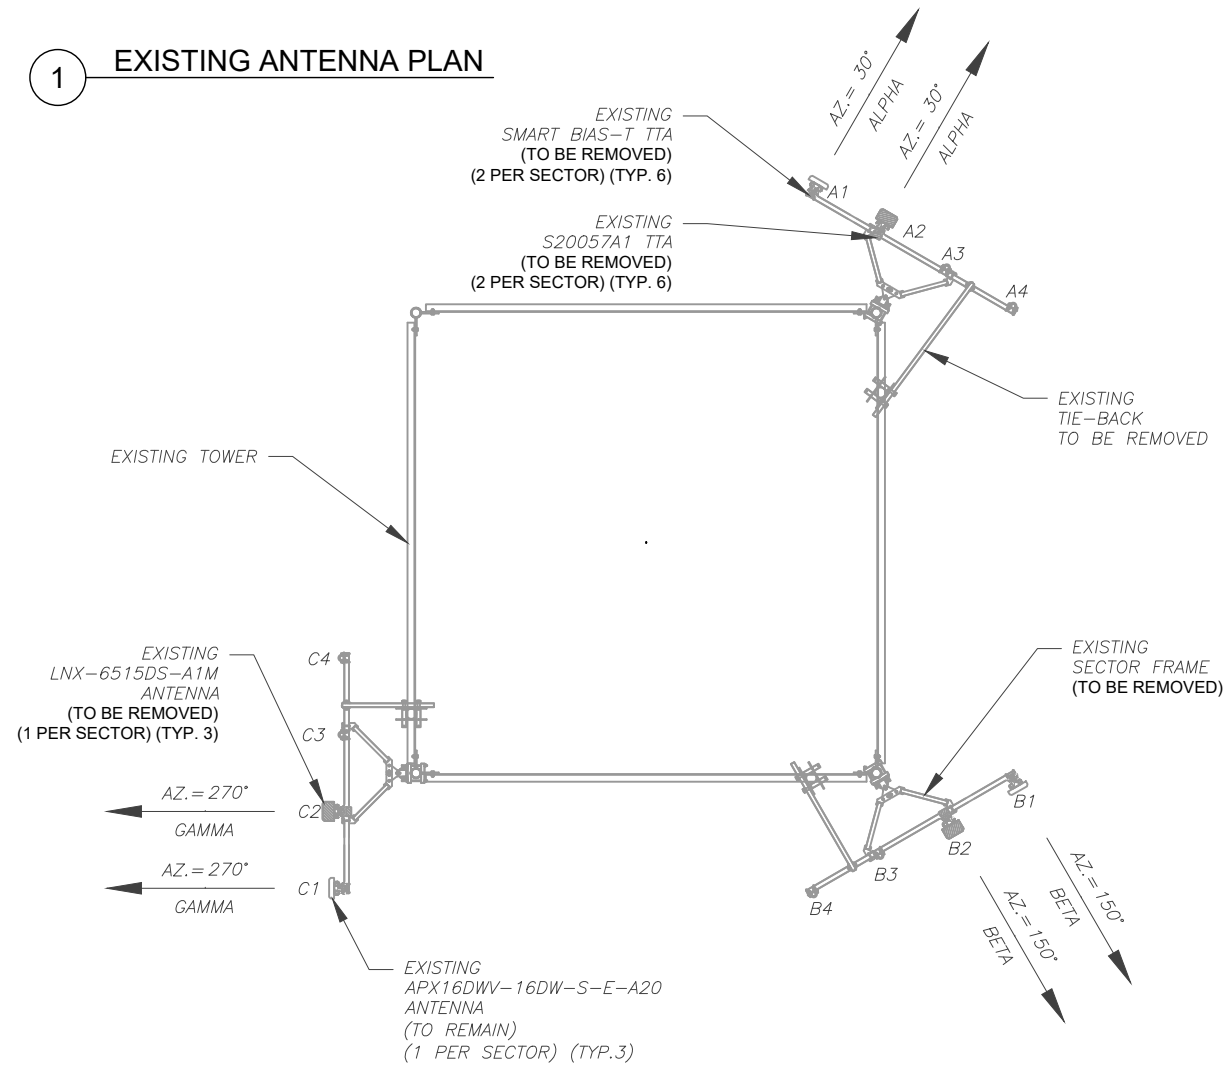 1
EXISTING ANTENNA PLAN
AZ.= 30°
ALPHA
AZ.= 30°
ALPHA
EXISTING
SMART BIAS-T TTA
(TO BE REMOVED)
(2 PER SECTOR) (TYP. 6)
EXISTING
S20057A1 TTA
(TO BE REMOVED)
(2 PER SECTOR) (TYP. 6)
A1
A2
A3
A4
EXISTING
TIE-BACK
TO BE REMOVED
EXISTING TOWER
EXISTING
LNX-6515DS-A1M
ANTENNA
(TO BE REMOVED)
(1 PER SECTOR) (TYP. 3)
C4
C3
C2
C1
AZ.=270°
GAMMA
AZ.=270°
GAMMA
EXISTING
SECTOR FRAME
(TO BE REMOVED)
B1
B2
B3
B4
AZ.=150°
BETA
AZ.=150°
BETA
EXISTING
APX16DWV-16DW-S-E-A20
ANTENNA
(TO REMAIN)
(1 PER SECTOR) (TYP.3)